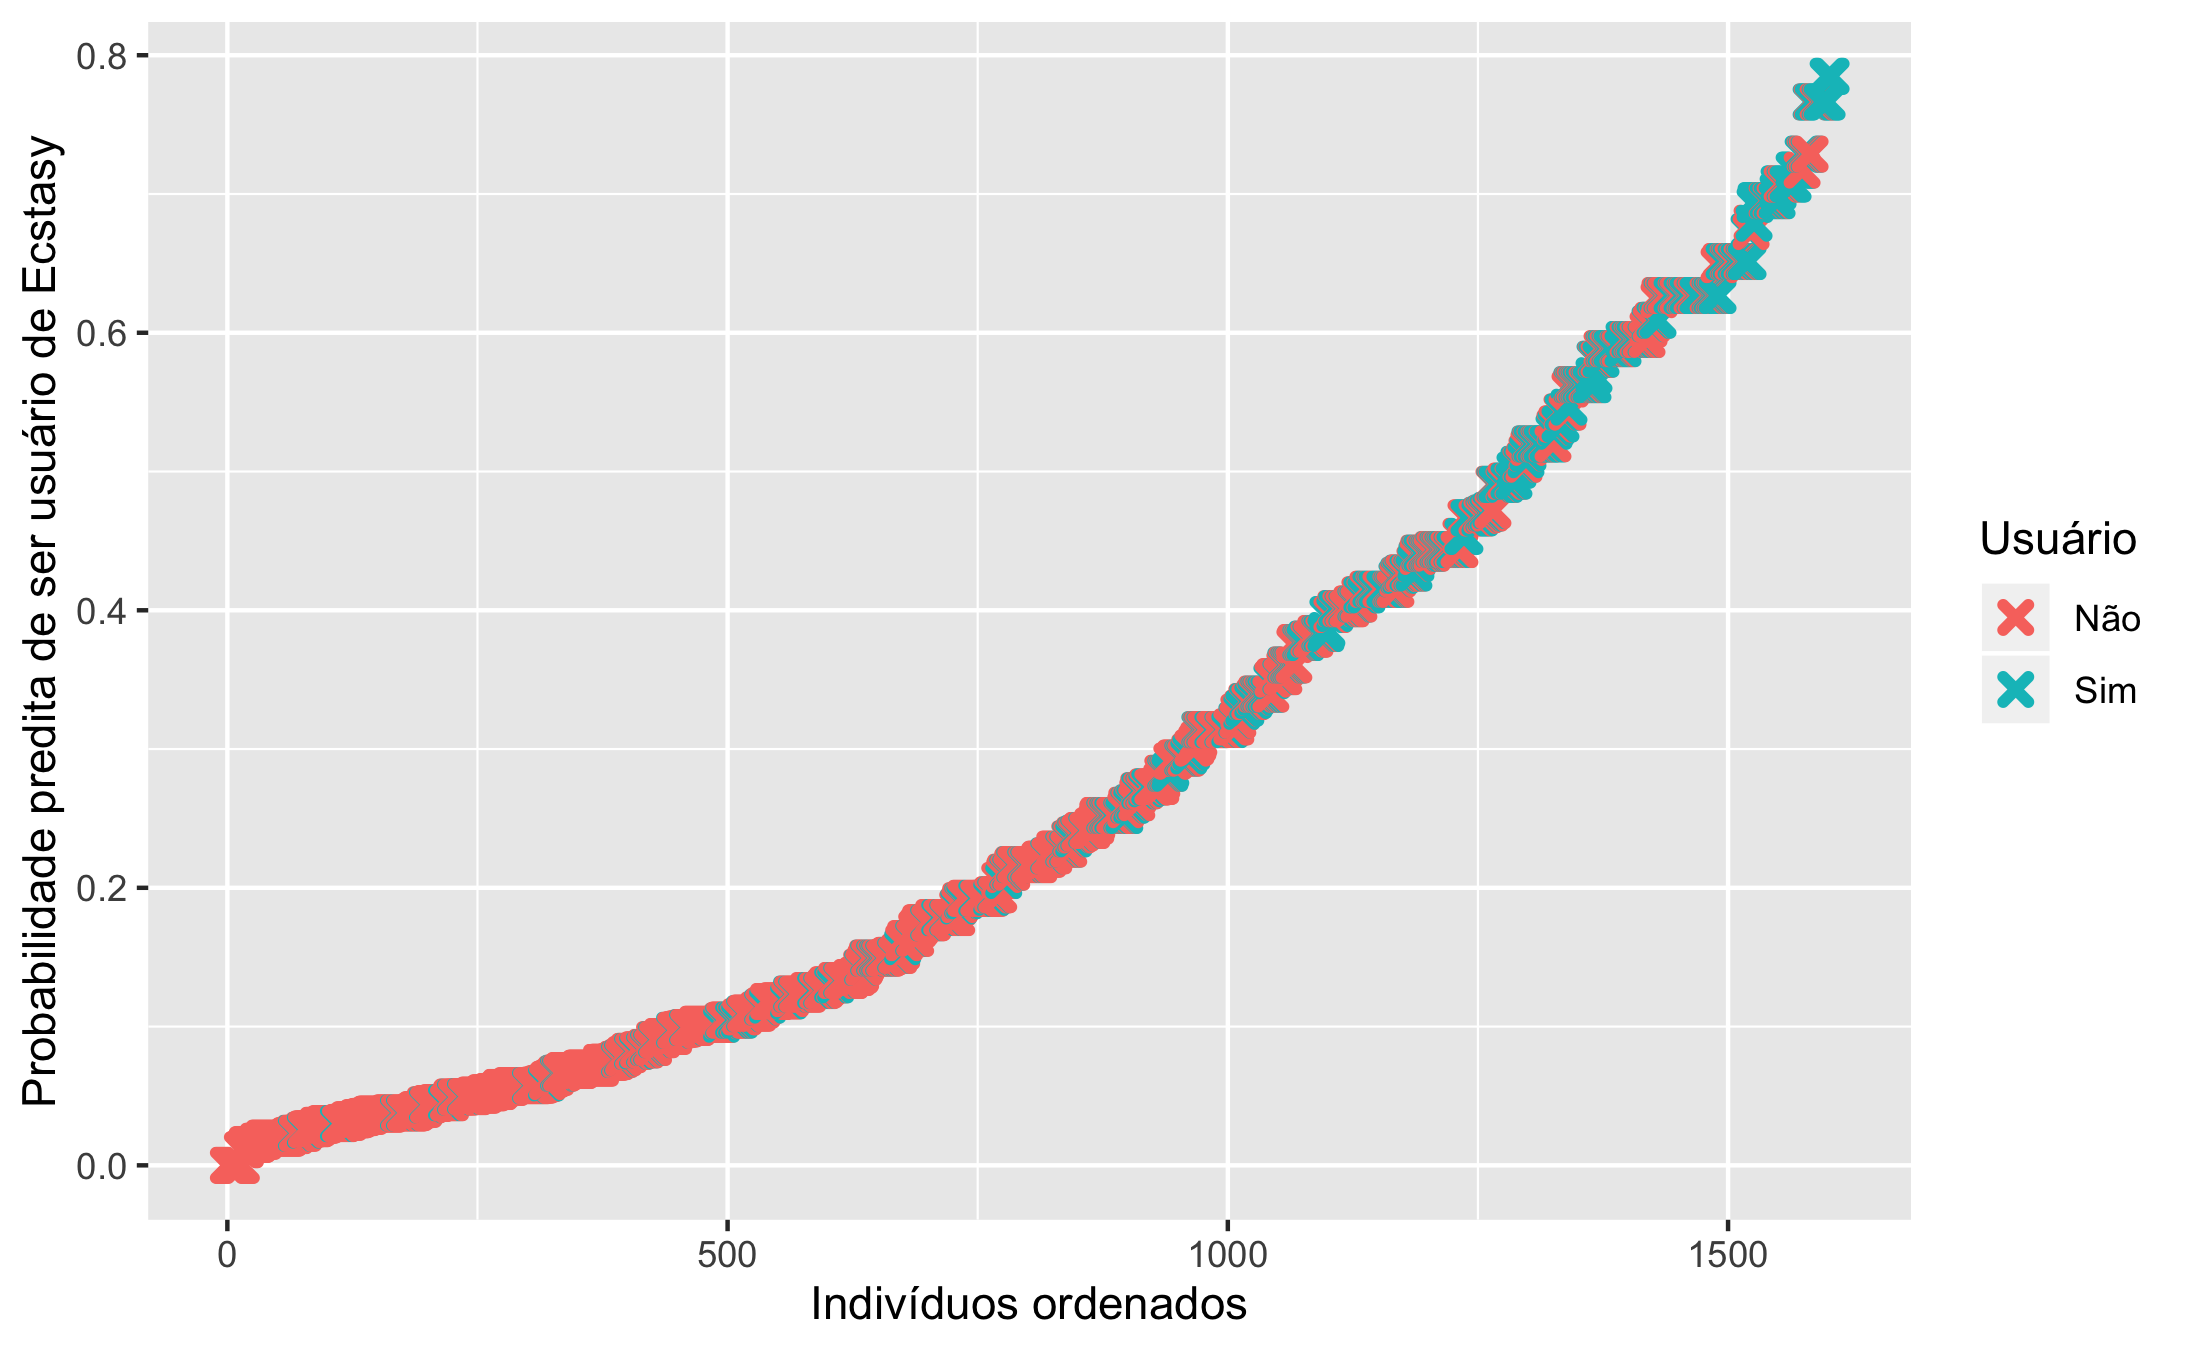 Probabilidade predita de ser usuário de Ecstasy
0.8
0.6
0.4
0.2
0.0
0 500 1000 1500
Indivíduos ordenados
Usuário
Não
Sim